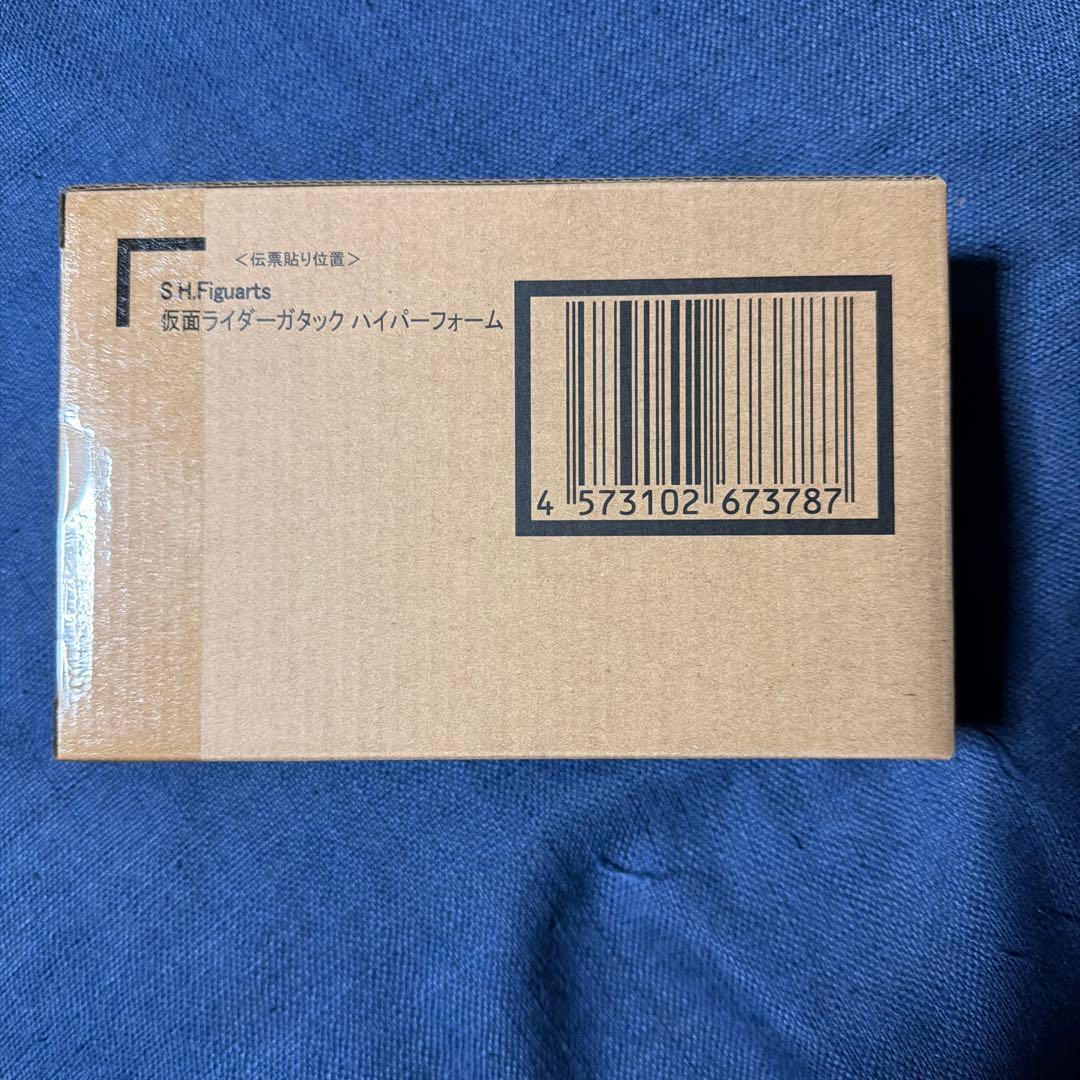 ＜伝票貼り位置＞
S.H.Figuarts
仮面ライダーガタック ハイパーフォーム
4 573102 673787